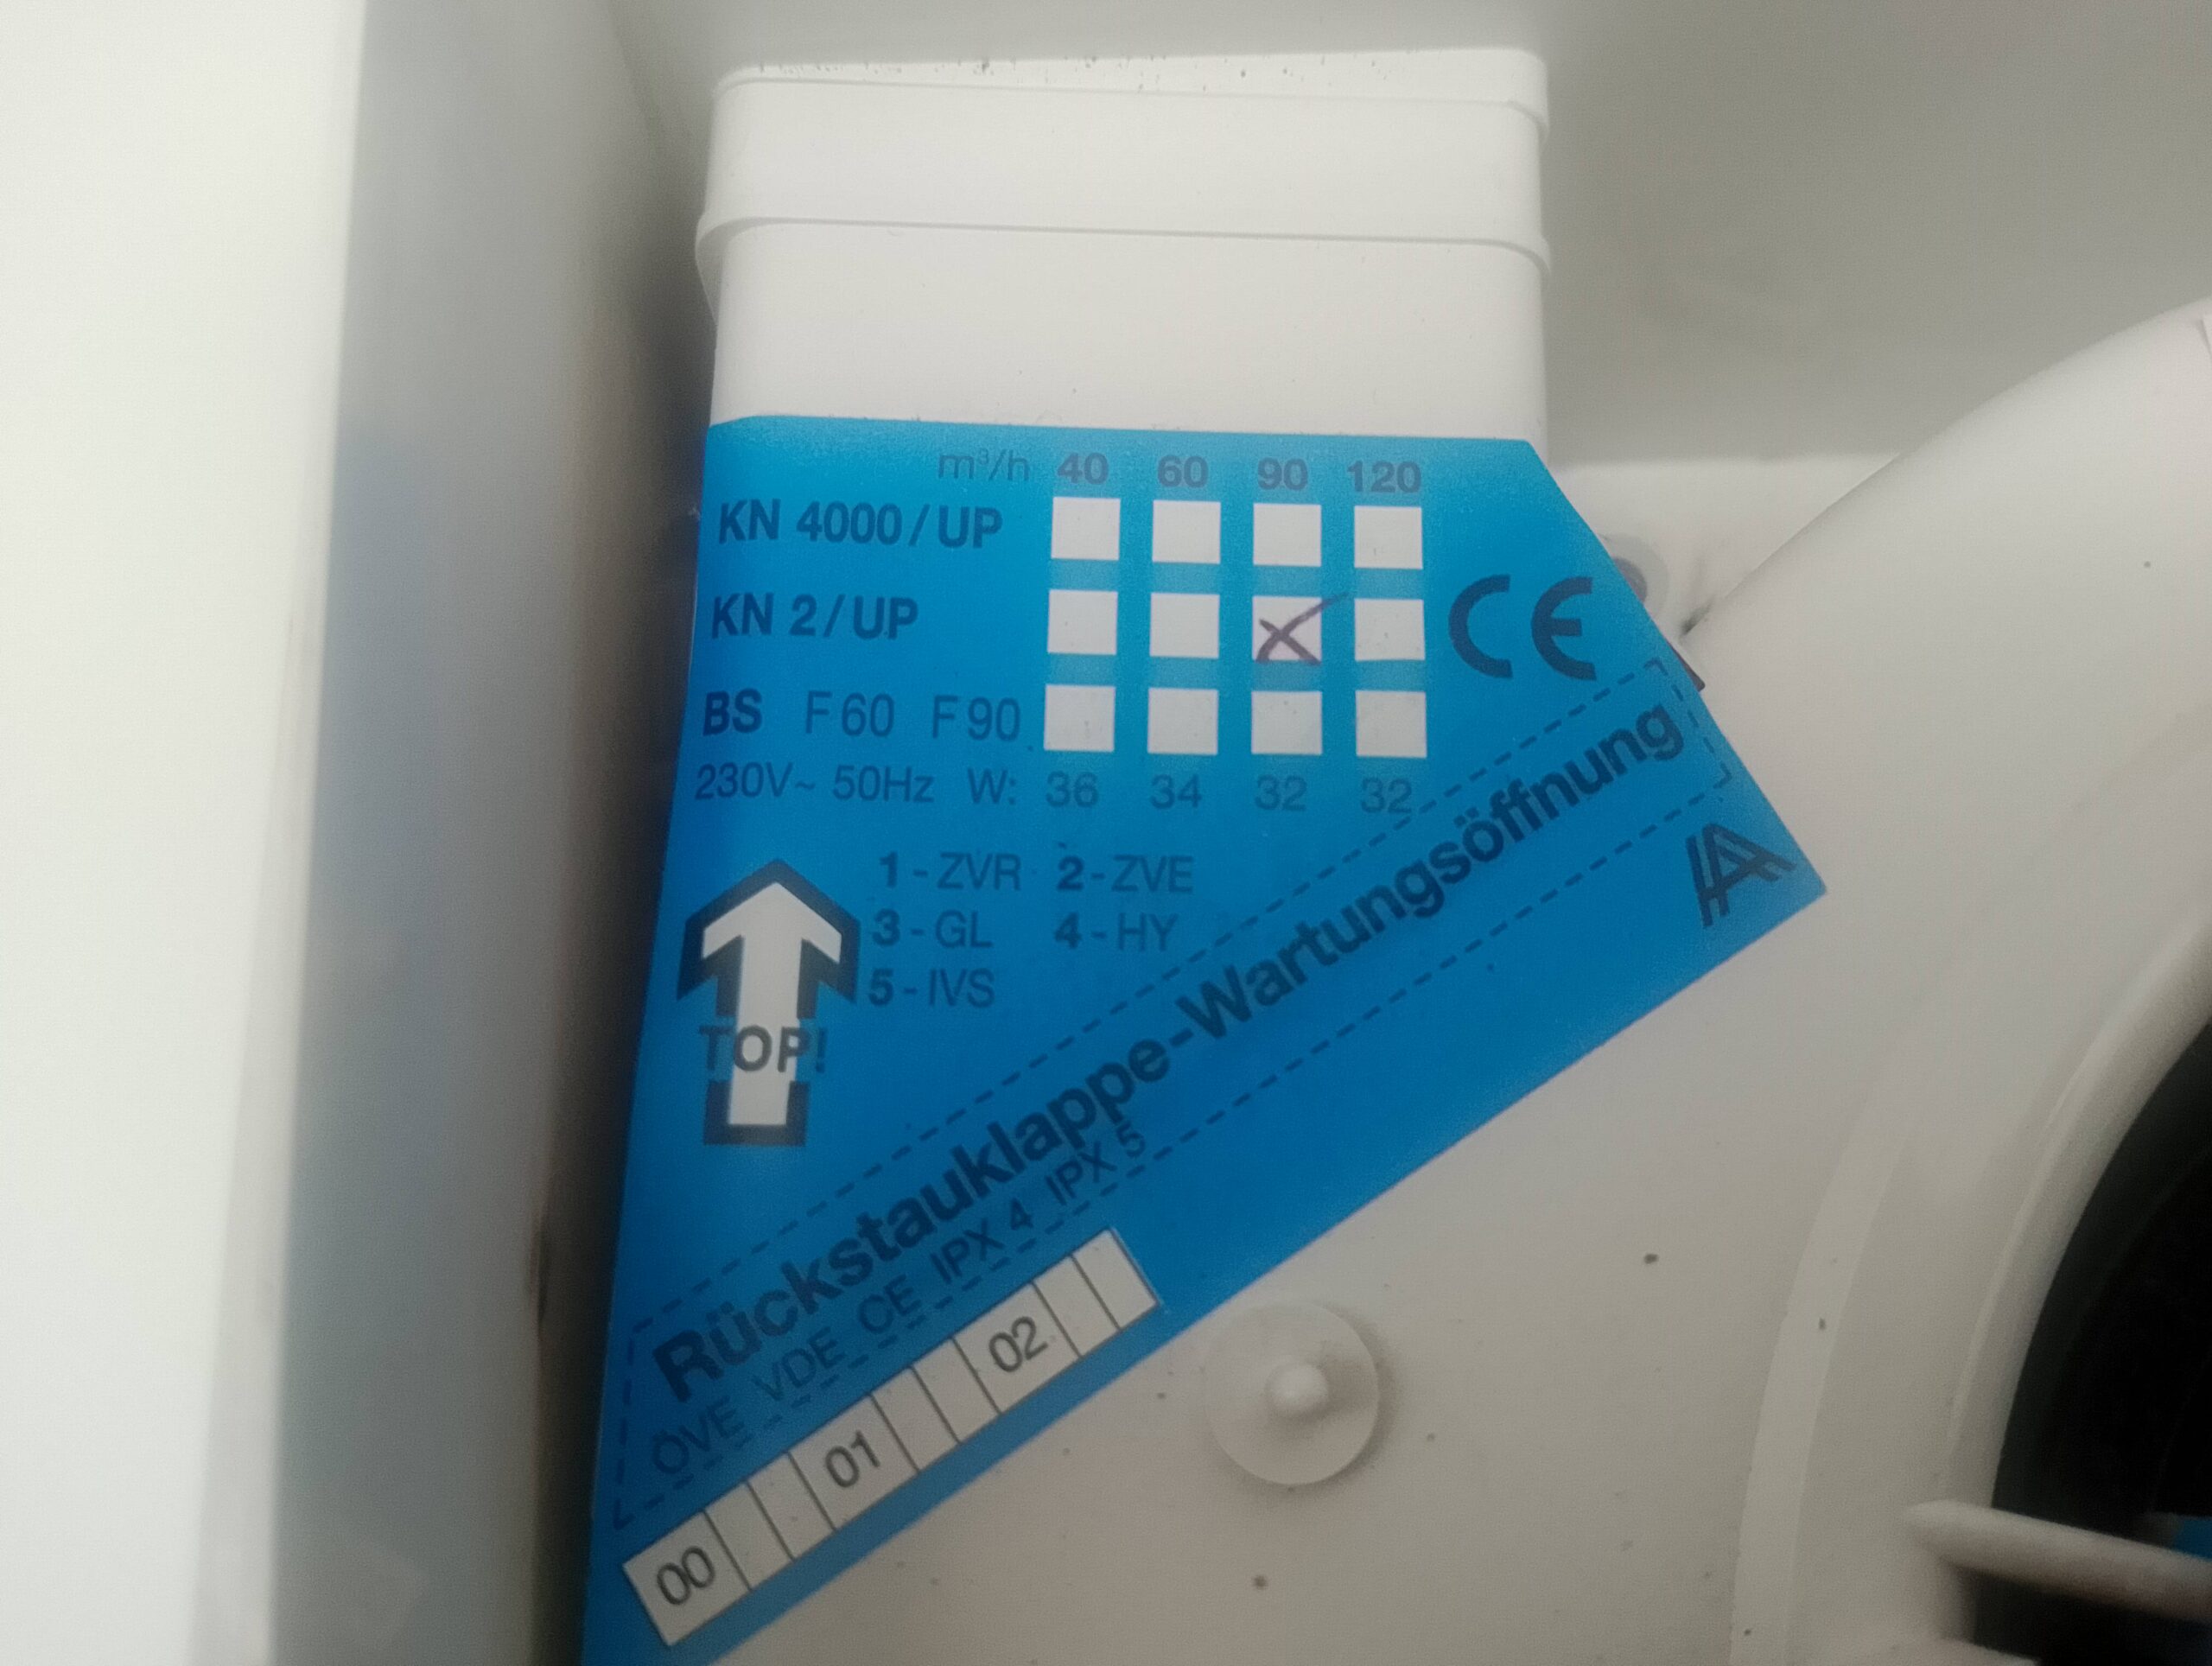 m³/h 40 60 90 120
KN 4000/UP
KN 2/UP
BS F60 F90
230V~ 50Hz W: 36 34 32 32
1-ZVR 2-ZVE
3-GL 4-HY
5-IVS
TOP!
CE
Rückstauklappe-Wartungsöffnung
ÖVE VDE CE IPX 4 IPX 5
00 01 02